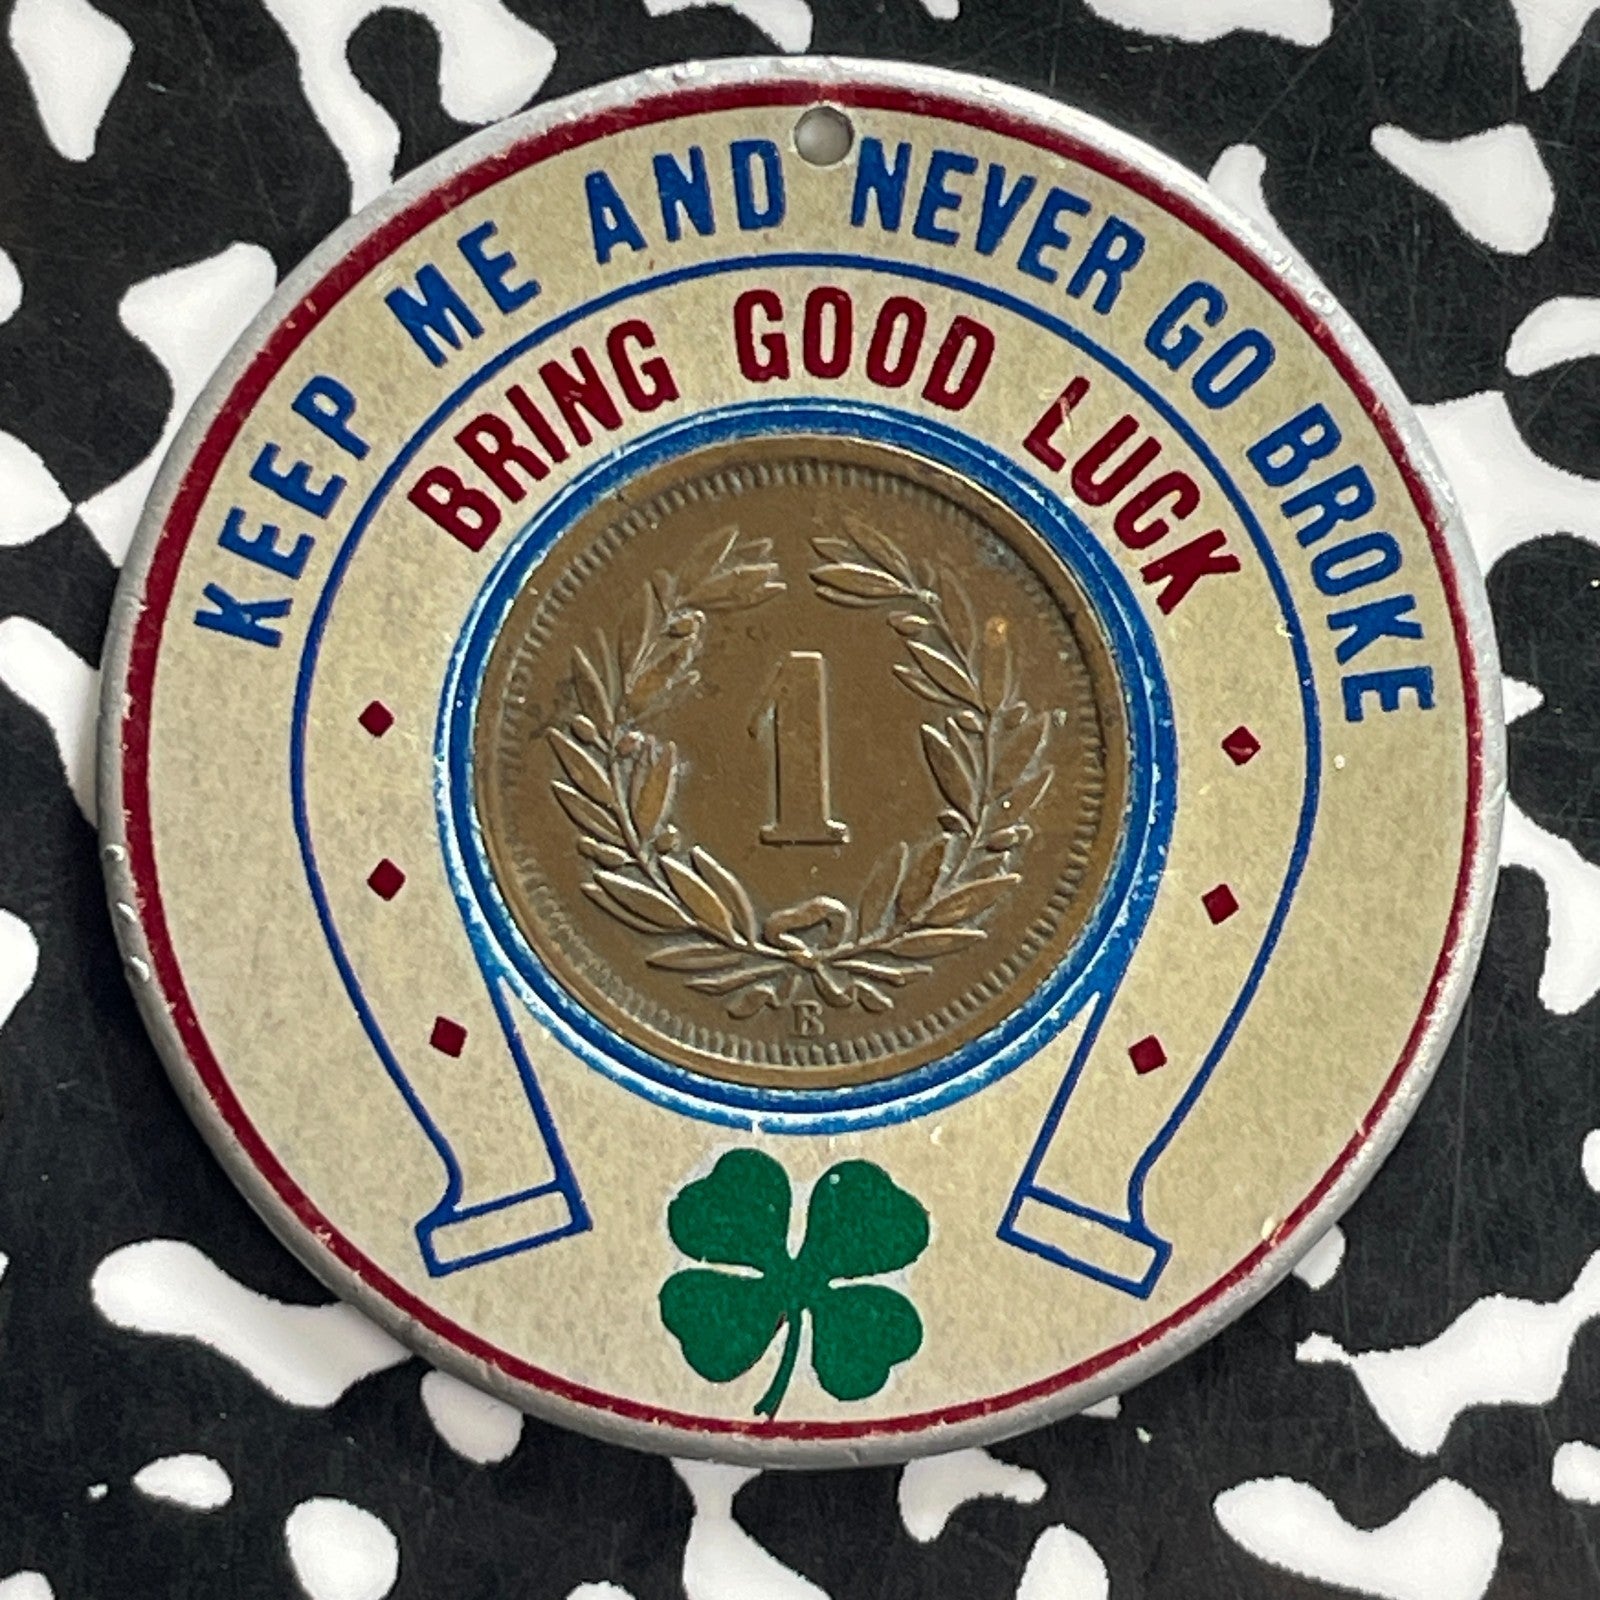 KEEP ME AND NEVER GO BROKE
BRING GOOD LUCK
1
B